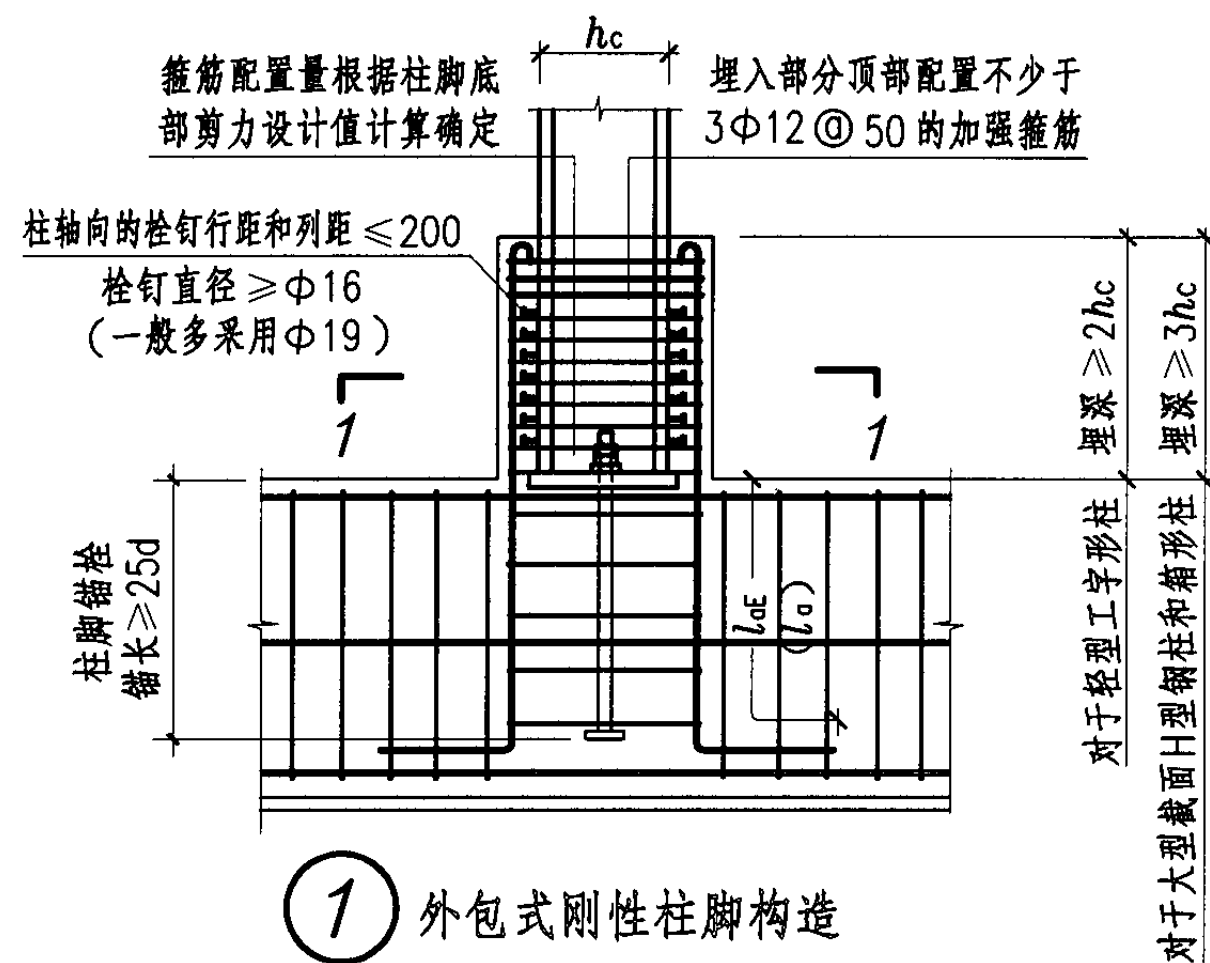 hc
箍筋配置量根据柱脚底
部剪力设计值计算确定
埋入部分顶部配置不少于
3Φ12@50的加强箍筋
柱轴向的栓钉行距和列距≤200
栓钉直径≥Φ16
(一般多采用Φ19)
1
1
埋深≥2hc
对于轻型工字形柱
埋深≥3hc
对于大型截面H型钢柱和箱形柱
柱脚锚栓
锚长≥25d
laE
(la)
1 外包式刚性柱脚构造